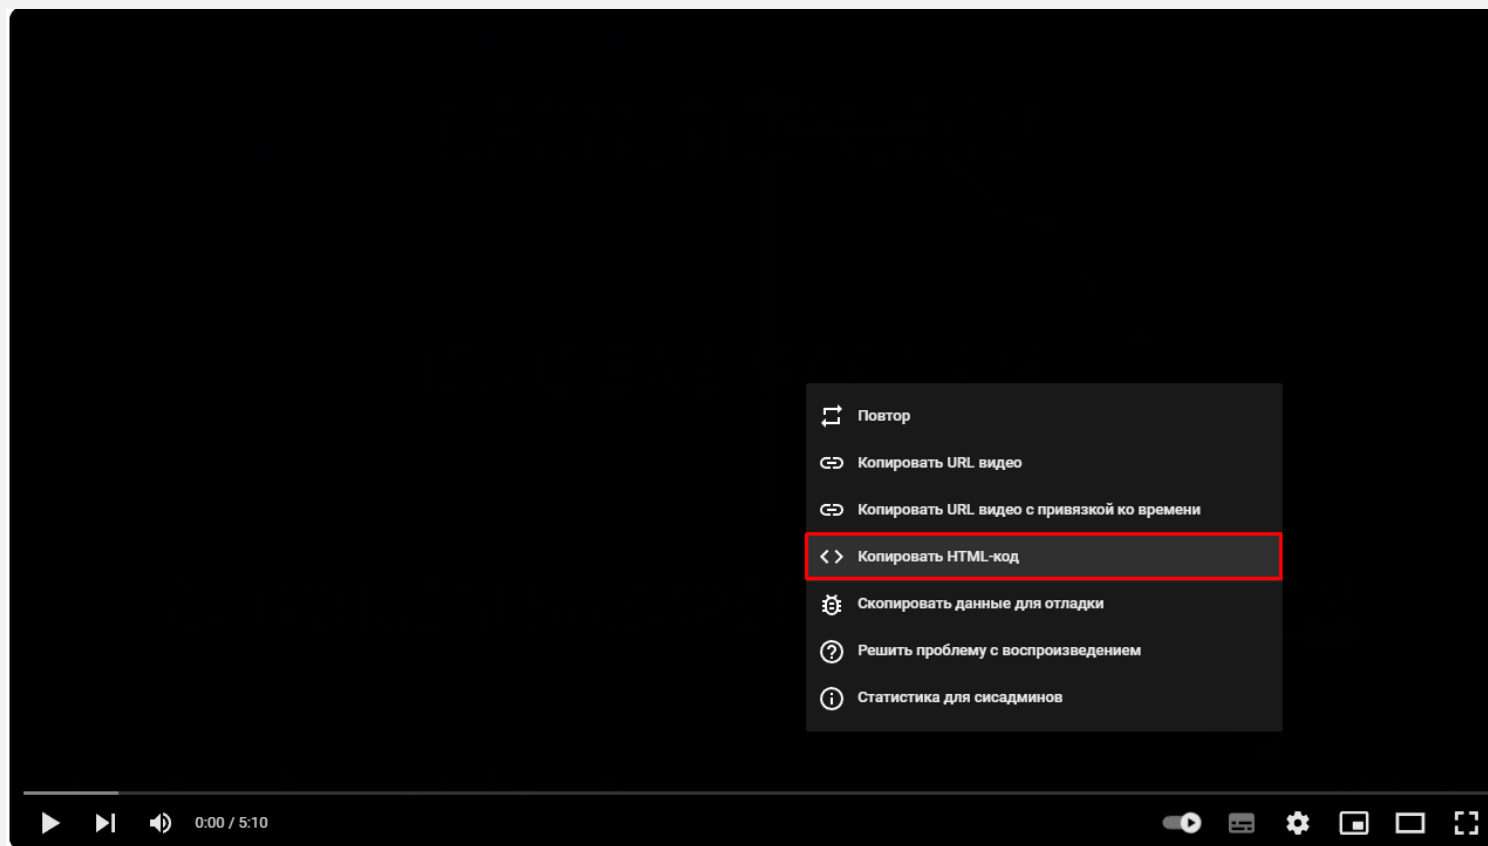 Повтор
Копировать URL видео
Копировать URL видео с привязкой ко времени
Копировать HTML-код
Скопировать данные для отладки
Решить проблему с воспроизведением
Статистика для сисадминов
0:00 / 5:10